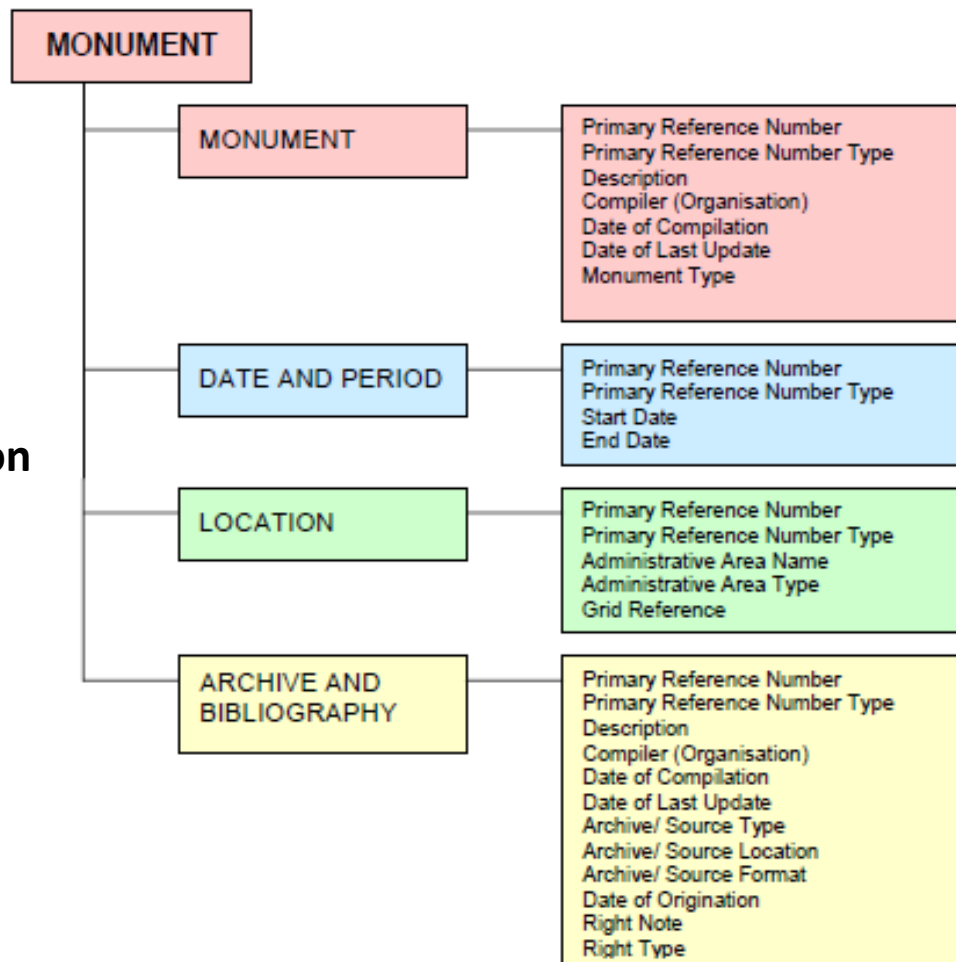 MONUMENT
MONUMENT
Primary Reference Number
Primary Reference Number Type
Description
Compiler (Organisation)
Date of Compilation
Date of Last Update
Monument Type
DATE AND PERIOD
Primary Reference Number
Primary Reference Number Type
Start Date
End Date
on
LOCATION
Primary Reference Number
Primary Reference Number Type
Administrative Area Name
Administrative Area Type
Grid Reference
ARCHIVE AND
BIBLIOGRAPHY
Primary Reference Number
Primary Reference Number Type
Description
Compiler (Organisation)
Date of Compilation
Date of Last Update
Archive/ Source Type
Archive/ Source Location
Archive/ Source Format
Date of Origination
Right Note
Right Type